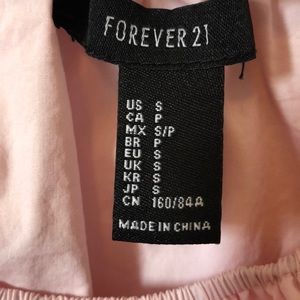 FOREVER 21
US S
CA P
MX S/P
BR P
EU S
UK S
KR S
JP S
CN 160/84A
MADE IN CHINA